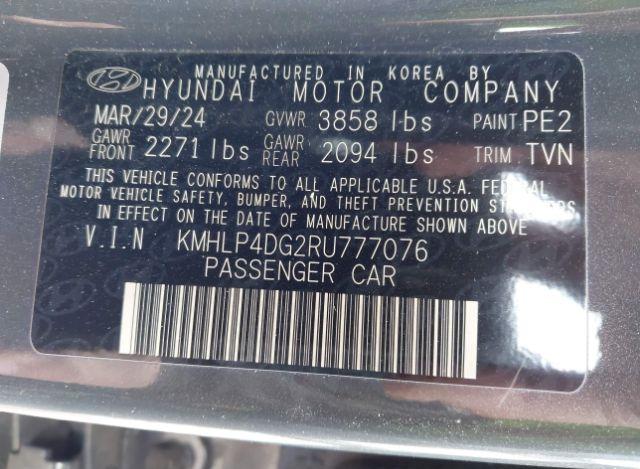 MANUFACTURED IN KOREA BY
HYUNDAI MOTOR COMPANY
MAR/29/24 GVWR 3858 lbs PAINT PE2
GAWR FRONT 2271 lbs GAWR REAR 2094 lbs TRIM TVN
THIS VEHICLE CONFORMS TO ALL APPLICABLE U.S.A. FEDERAL
MOTOR VEHICLE SAFETY, BUMPER, AND THEFT PREVENTION STANDARDS
IN EFFECT ON THE DATE OF MANUFACTURE SHOWN ABOVE
V.I.N KMHLP4DG2RU777076
PASSENGER CAR